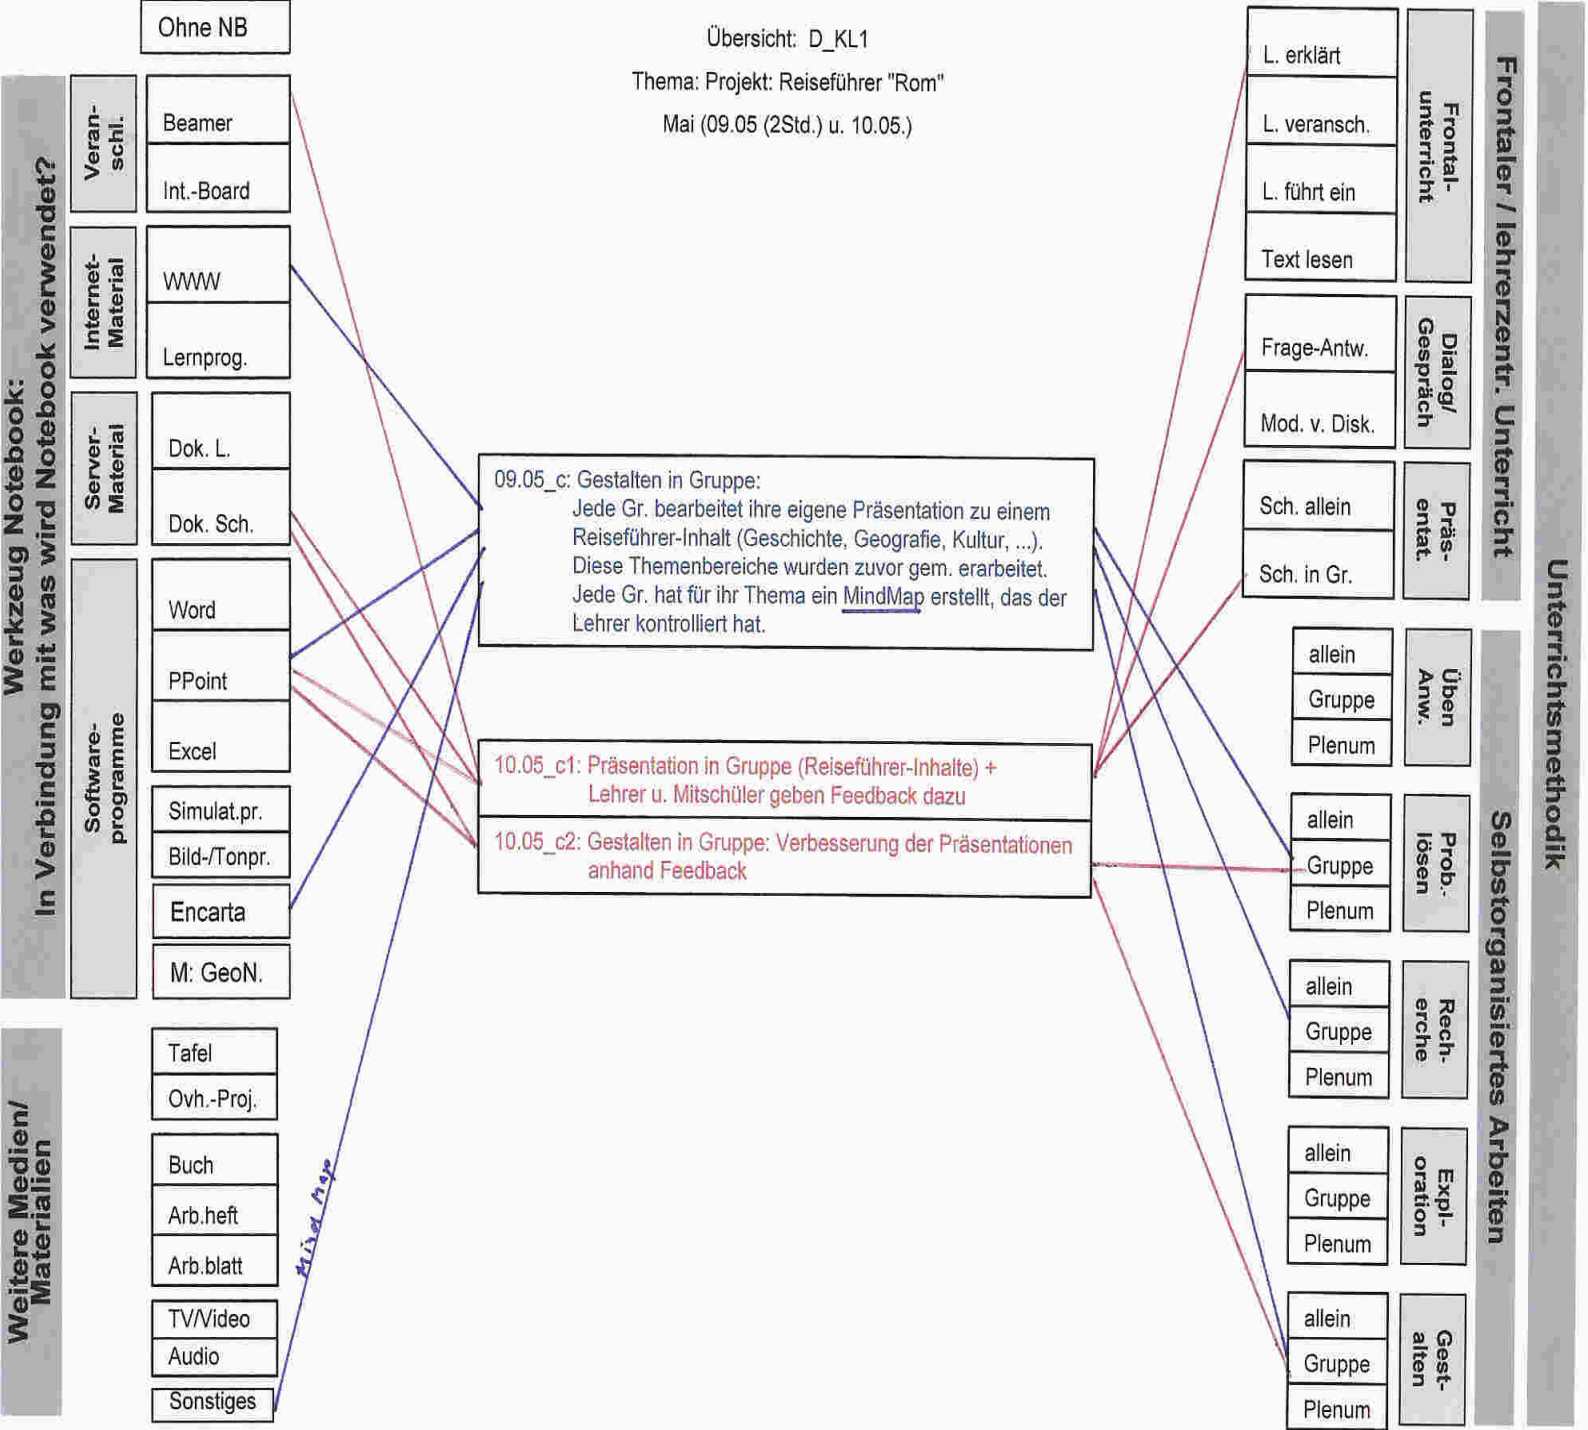 Übersicht: D_KL1
Thema: Projekt: Reiseführer "Rom"
Mai (09.05 (2Std.) u. 10.05.)
Werkzeug Notebook:
In Verbindung mit was wird Notebook verwendet?
Ohne NB
Veran-
schl.
Beamer
Int.-Board
Internet-
Material
WWW
Lernprog.
Server-
Material
Dok. L.
Dok. Sch.
Software-
programme
Word
PPoint
Excel
Simulat.pr.
Bild-/Tonpr.
Encarta
M: GeoN.
Weitere Medien/
Materialien
Tafel
Ovh.-Proj.
Buch
Arb.heft
Arb.blatt
TV/Video
Audio
Sonstiges
Mind Map
09.05_c: Gestalten in Gruppe:
Jede Gr. bearbeitet ihre eigene Präsentation zu einem
Reiseführer-Inhalt (Geschichte, Geografie, Kultur, ...).
Diese Themenbereiche wurden zuvor gem. erarbeitet.
Jede Gr. hat für ihr Thema ein MindMap erstellt, das der
Lehrer kontrolliert hat.
10.05_c1: Präsentation in Gruppe (Reiseführer-Inhalte) +
Lehrer u. Mitschüler geben Feedback dazu
10.05_c2: Gestalten in Gruppe: Verbesserung der Präsentationen
anhand Feedback
Unterrichtsmethodik
Frontaler / lehrerzentr. Unterricht
Frontal-
unterricht
L. erklärt
L. veransch.
L. führt ein
Text lesen
Dialog/
Gespräch
Frage-Antw.
Mod. v. Disk.
Präs-
entat.
Sch. allein
Sch. in Gr.
Selbstorganisiertes Arbeiten
Üben
Anw.
allein
Gruppe
Plenum
Prob.-
lösen
allein
Gruppe
Plenum
Rech-
erche
allein
Gruppe
Plenum
Expl-
oration
allein
Gruppe
Plenum
Gest-
alten
allein
Gruppe
Plenum